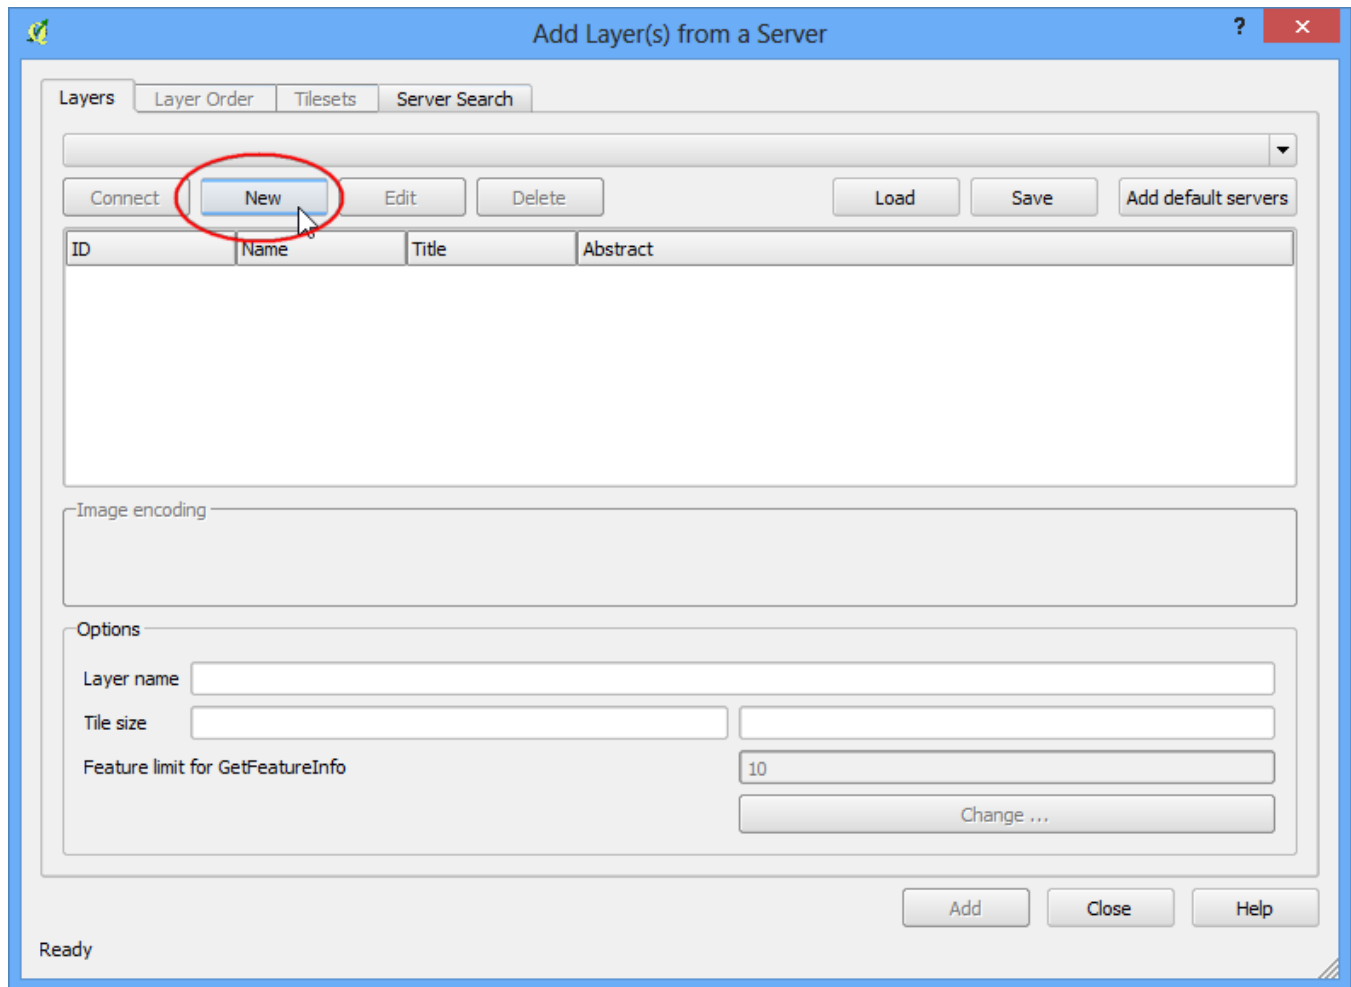 Add Layer(s) from a Server
?
Layers Layer Order Tilesets Server Search
Connect New Edit Delete Load Save Add default servers
ID Name Title Abstract
Image encoding
Options
Layer name
Tile size
Feature limit for GetFeatureInfo 10
Change ...
Add Close Help
Ready